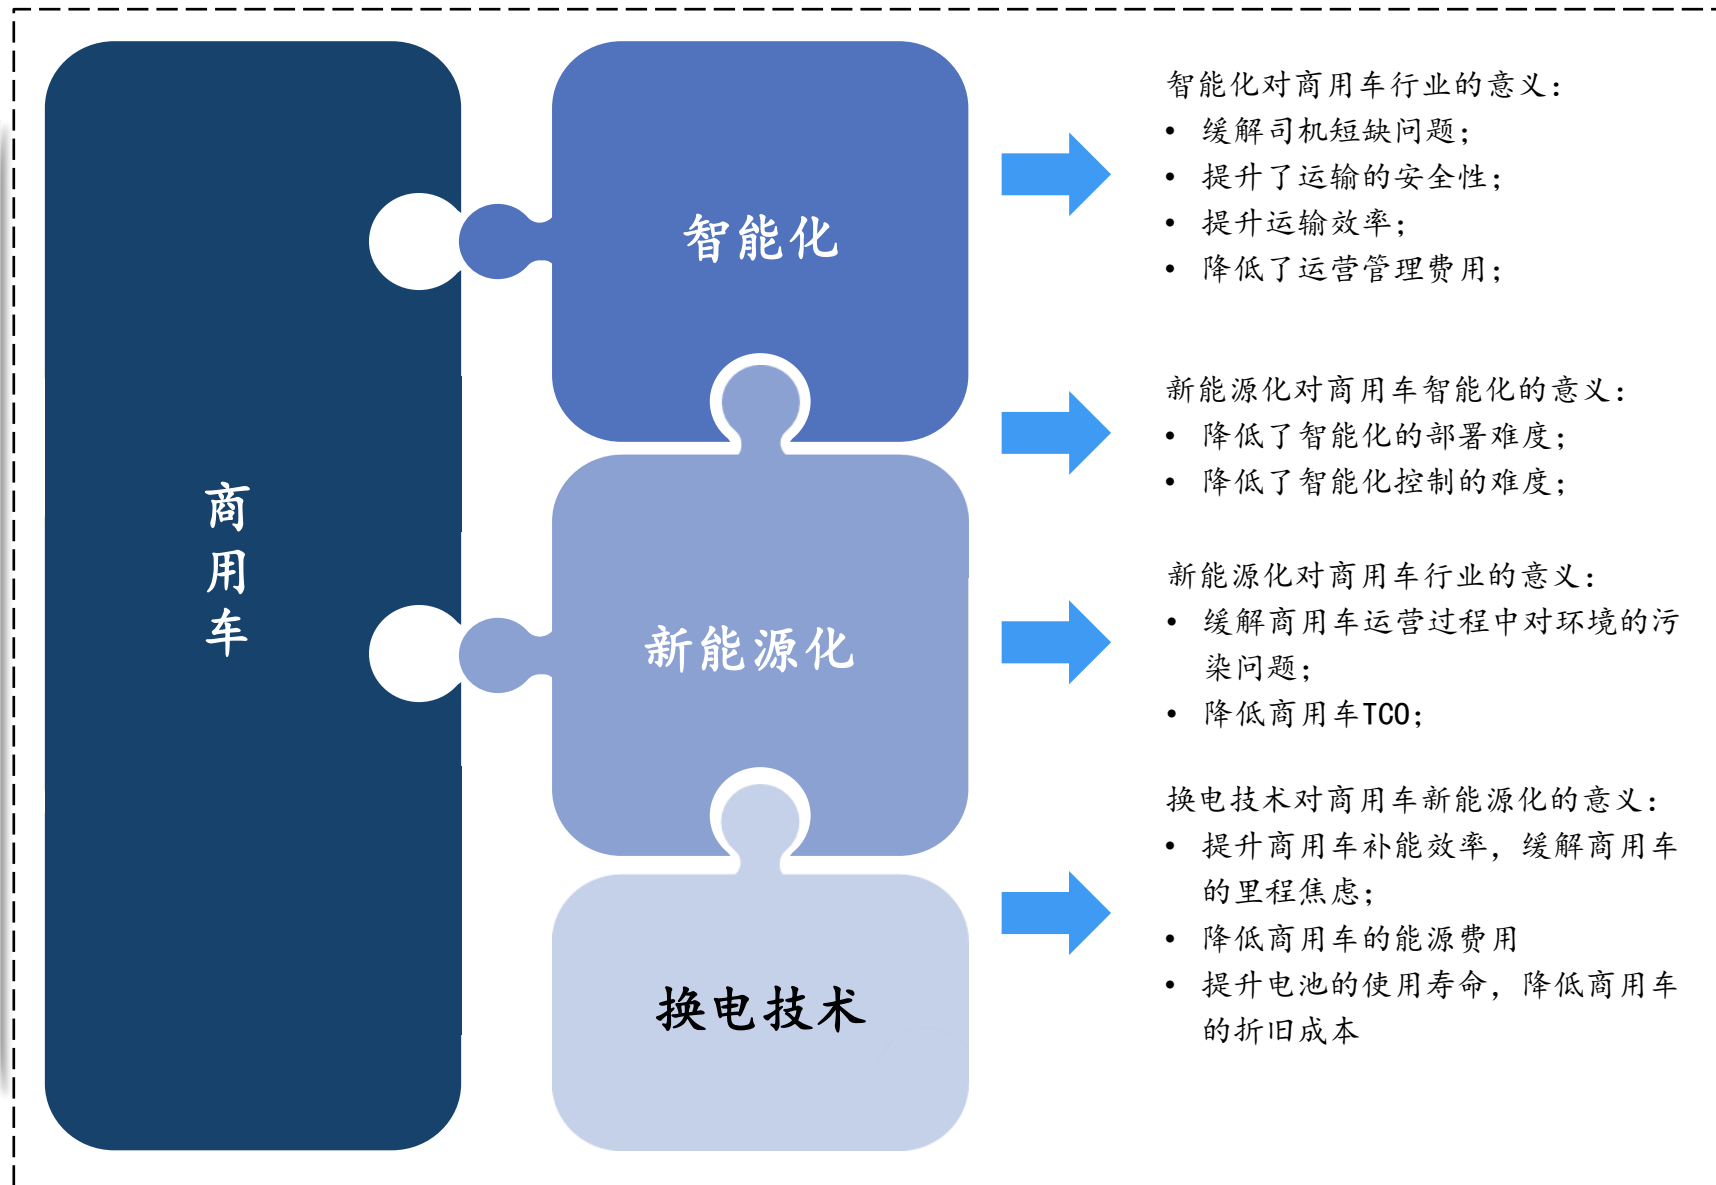 商
用
车
智能化
新能源化
换电技术
智能化对商用车行业的意义：
• 缓解司机短缺问题；
• 提升了运输的安全性；
• 提升运输效率；
• 降低了运营管理费用；
新能源化对商用车智能化的意义：
• 降低了智能化的部署难度；
• 降低了智能化控制的难度；
新能源化对商用车行业的意义：
• 缓解商用车运营过程中对环境的污
染问题；
• 降低商用车TCO；
换电技术对商用车新能源化的意义：
• 提升商用车补能效率，缓解商用车
的里程焦虑；
• 降低商用车的能源费用
• 提升电池的使用寿命，降低商用车
的折旧成本